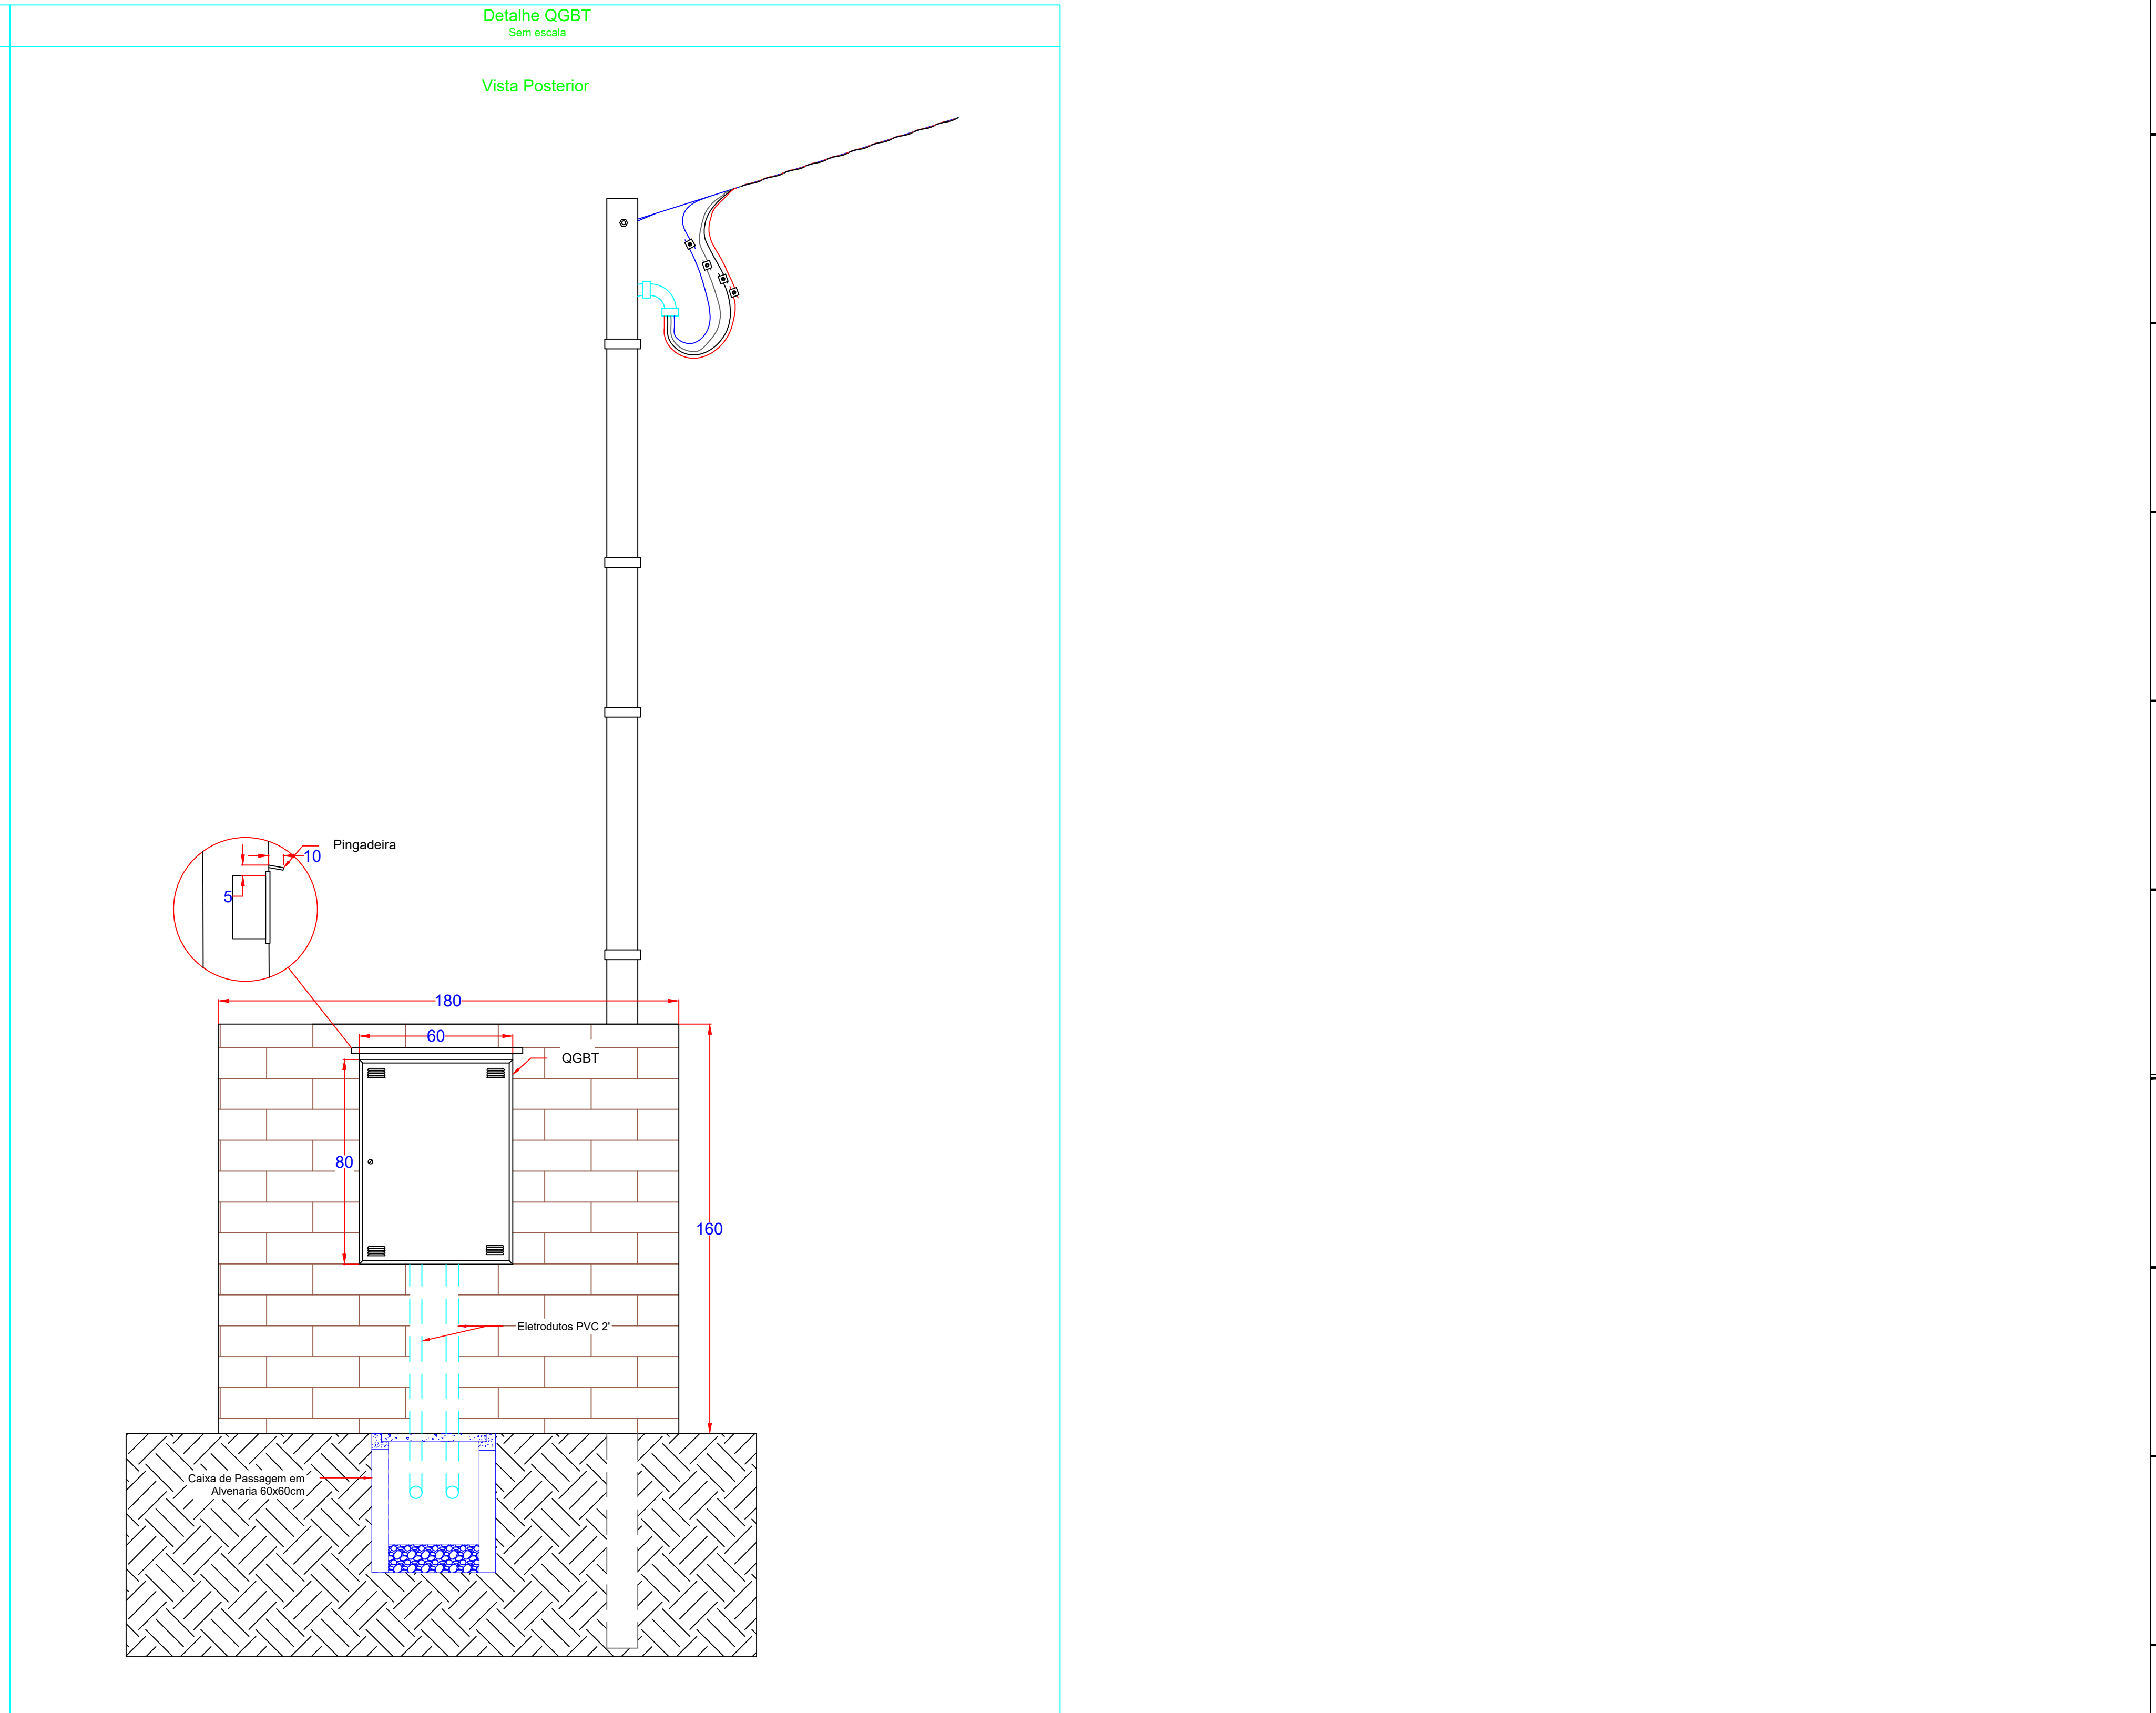 Detalhe QGBT
Sem escala
Vista Posterior
Pingadeira
10
5
180
60
QGBT
80
160
Eletrodutos PVC 2'
Caixa de Passagem em
Alvenaria 60x60cm